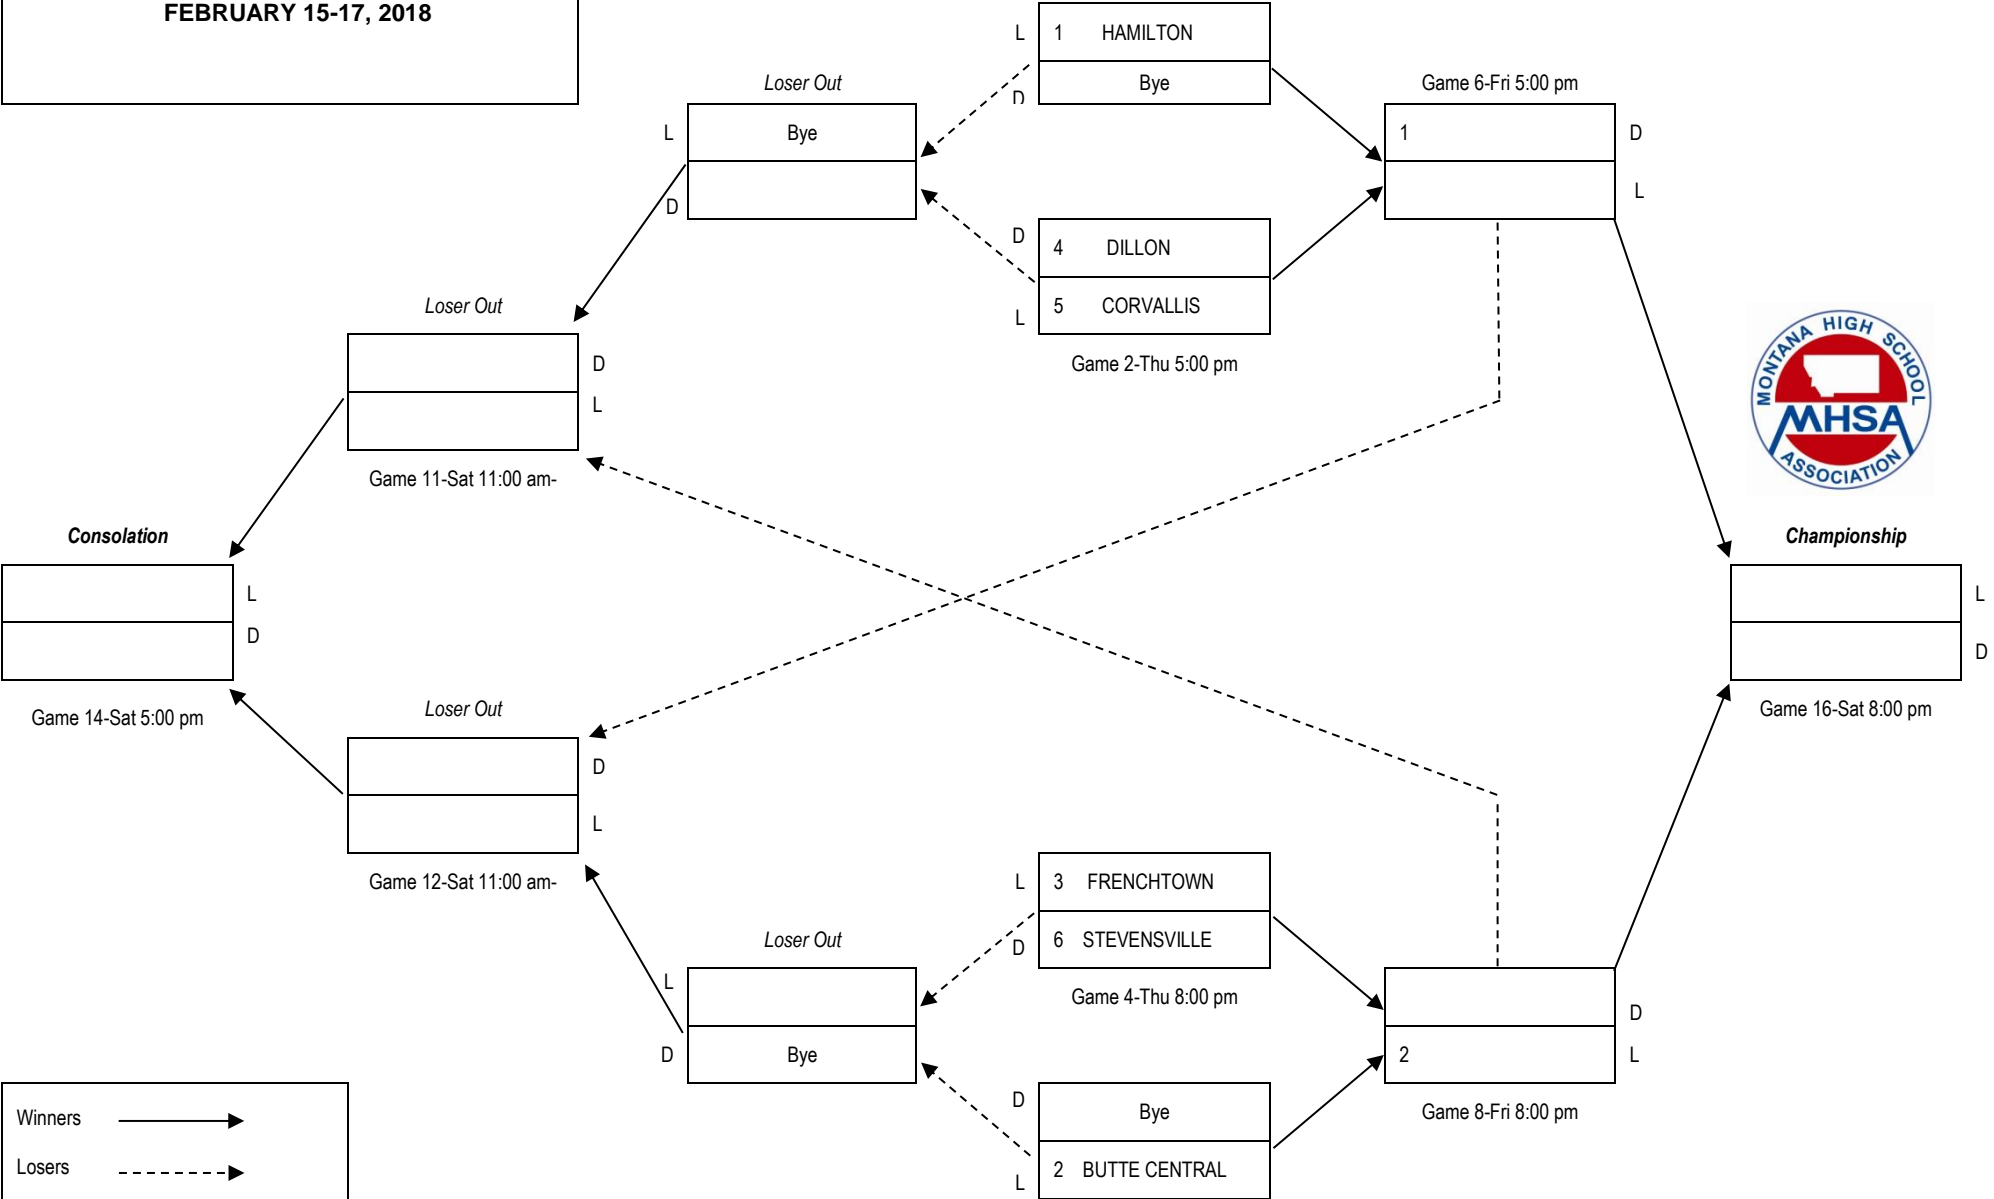 FEBRUARY 15-17, 2018
L
1 HAMILTON
Loser Out
D
Bye
Game 6-Fri 5:00 pm
L
Bye
1
D
D
L
D
4 DILLON
Loser Out
L
5 CORVALLIS
Game 2-Thu 5:00 pm
D
L
MONTANA HIGH SCHOOL
MHSA
ASSOCIATION
Game 11-Sat 11:00 am-
Consolation
Championship
L
D
L
D
Game 14-Sat 5:00 pm
Loser Out
Game 16-Sat 8:00 pm
D
L
Game 12-Sat 11:00 am-
L
3 FRENCHTOWN
Loser Out
D
6 STEVENSVILLE
L
Game 4-Thu 8:00 pm
D
D
Bye
2
L
D
Bye
Game 8-Fri 8:00 pm
Winners
Losers
L
2 BUTTE CENTRAL